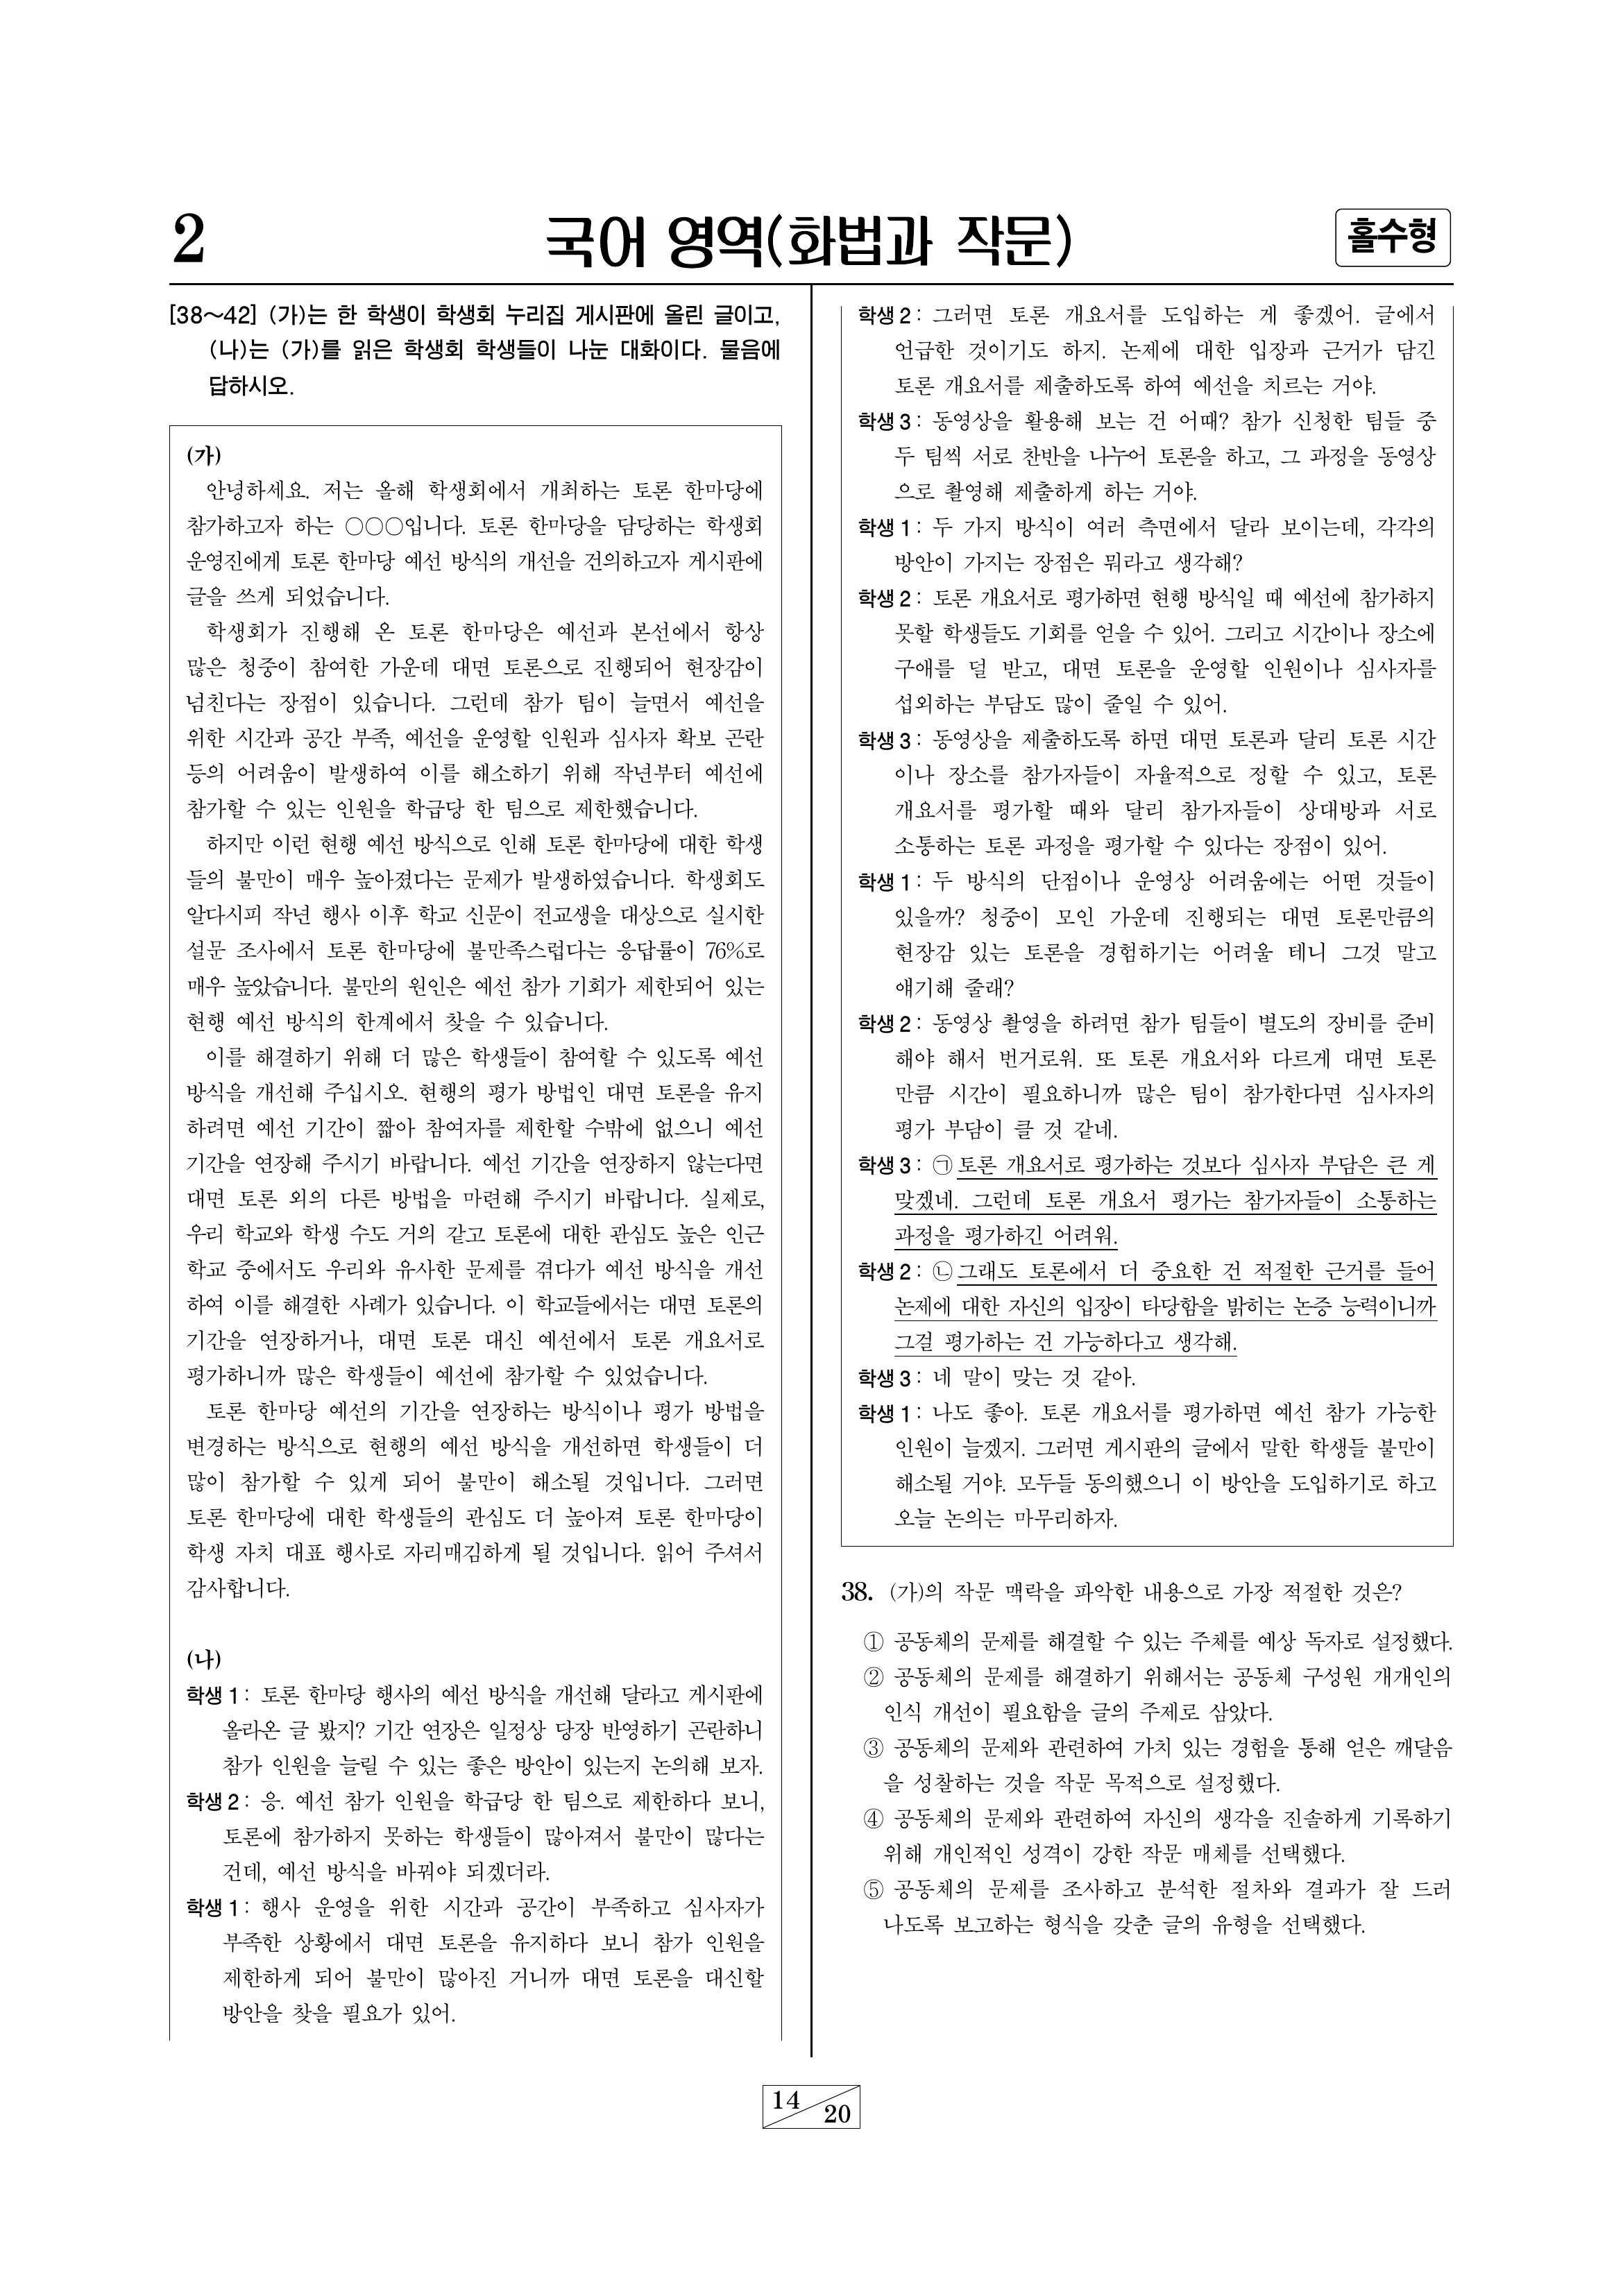 2
국어 영역(화법과 작문)
홀수형
[38~42] (가)는 한 학생이 학생회 누리집 게시판에 올린 글이고,
(나)는 (가)를 읽은 학생회 학생들이 나눈 대화이다. 물음에
답하시오.
(가)
안녕하세요. 저는 올해 학생회에서 개최하는 토론 한마당에
참가하고자 하는 ○○○입니다. 토론 한마당을 담당하는 학생회
운영진에게 토론 한마당 예선 방식의 개선을 건의하고자 게시판에
글을 쓰게 되었습니다.
학생회가 진행해 온 토론 한마당은 예선과 본선에서 항상
많은 청중이 참여한 가운데 대면 토론으로 진행되어 현장감이
넘친다는 장점이 있습니다. 그런데 참가 팀이 늘면서 예선을
위한 시간과 공간 부족, 예선을 운영할 인원과 심사자 확보 곤란
등의 어려움이 발생하여 이를 해소하기 위해 작년부터 예선에
참가할 수 있는 인원을 학급당 한 팀으로 제한했습니다.
하지만 이런 현행 예선 방식으로 인해 토론 한마당에 대한 학생
들의 불만이 매우 높아졌다는 문제가 발생하였습니다. 학생회도
알다시피 작년 행사 이후 학교 신문이 전교생을 대상으로 실시한
설문 조사에서 토론 한마당에 불만족스럽다는 응답률이 76%로
매우 높았습니다. 불만의 원인은 예선 참가 기회가 제한되어 있는
현행 예선 방식의 한계에서 찾을 수 있습니다.
이를 해결하기 위해 더 많은 학생들이 참여할 수 있도록 예선
방식을 개선해 주십시오. 현행의 평가 방법인 대면 토론을 유지
하려면 예선 기간이 짧아 참여자를 제한할 수밖에 없으니 예선
기간을 연장해 주시기 바랍니다. 예선 기간을 연장하지 않는다면
대면 토론 외의 다른 방법을 마련해 주시기 바랍니다. 실제로,
우리 학교와 학생 수도 거의 같고 토론에 대한 관심도 높은 인근
학교 중에서도 우리와 유사한 문제를 겪다가 예선 방식을 개선
하여 이를 해결한 사례가 있습니다. 이 학교들에서는 대면 토론의
기간을 연장하거나, 대면 토론 대신 예선에서 토론 개요서로
평가하니까 많은 학생들이 예선에 참가할 수 있었습니다.
토론 한마당 예선의 기간을 연장하는 방식이나 평가 방법을
변경하는 방식으로 현행의 예선 방식을 개선하면 학생들이 더
많이 참가할 수 있게 되어 불만이 해소될 것입니다. 그러면
토론 한마당에 대한 학생들의 관심도 더 높아져 토론 한마당이
학생 자치 대표 행사로 자리매김하게 될 것입니다. 읽어 주셔서
감사합니다.
(나)
학생 1 : 토론 한마당 행사의 예선 방식을 개선해 달라고 게시판에
올라온 글 봤지? 기간 연장은 일정상 당장 반영하기 곤란하니
참가 인원을 늘릴 수 있는 좋은 방안이 있는지 논의해 보자.
학생 2 : 응. 예선 참가 인원을 학급당 한 팀으로 제한하다 보니,
토론에 참가하지 못하는 학생들이 많아져서 불만이 많다는
건데, 예선 방식을 바꿔야 되겠더라.
학생 1 : 행사 운영을 위한 시간과 공간이 부족하고 심사자가
부족한 상황에서 대면 토론을 유지하다 보니 참가 인원을
제한하게 되어 불만이 많아진 거니까 대면 토론을 대신할
방안을 찾을 필요가 있어.
학생 2 : 그러면 토론 개요서를 도입하는 게 좋겠어. 글에서
언급한 것이기도 하지. 논제에 대한 입장과 근거가 담긴
토론 개요서를 제출하도록 하여 예선을 치르는 거야.
학생 3 : 동영상을 활용해 보는 건 어때? 참가 신청한 팀들 중
두 팀씩 서로 찬반을 나누어 토론을 하고, 그 과정을 동영상
으로 촬영해 제출하게 하는 거야.
학생 1 : 두 가지 방식이 여러 측면에서 달라 보이는데, 각각의
방안이 가지는 장점은 뭐라고 생각해?
학생 2 : 토론 개요서로 평가하면 현행 방식일 때 예선에 참가하지
못할 학생들도 기회를 얻을 수 있어. 그리고 시간이나 장소에
구애를 덜 받고, 대면 토론을 운영할 인원이나 심사자를
섭외하는 부담도 많이 줄일 수 있어.
학생 3 : 동영상을 제출하도록 하면 대면 토론과 달리 토론 시간
이나 장소를 참가자들이 자율적으로 정할 수 있고, 토론
개요서를 평가할 때와 달리 참가자들이 상대방과 서로
소통하는 토론 과정을 평가할 수 있다는 장점이 있어.
학생 1 : 두 방식의 단점이나 운영상 어려움에는 어떤 것들이
있을까? 청중이 모인 가운데 진행되는 대면 토론만큼의
현장감 있는 토론을 경험하기는 어려울 테니 그것 말고
얘기해 줄래?
학생 2 : 동영상 촬영을 하려면 참가 팀들이 별도의 장비를 준비
해야 해서 번거로워. 또 토론 개요서와 다르게 대면 토론
만큼 시간이 필요하니까 많은 팀이 참가한다면 심사자의
평가 부담이 클 것 같네.
학생 3 : ㉠ 토론 개요서로 평가하는 것보다 심사자 부담은 큰 게
맞겠네. 그런데 토론 개요서 평가는 참가자들이 소통하는
과정을 평가하긴 어려워.
학생 2 : ㉡ 그래도 토론에서 더 중요한 건 적절한 근거를 들어
논제에 대한 자신의 입장이 타당함을 밝히는 논증 능력이니까
그걸 평가하는 건 가능하다고 생각해.
학생 3 : 네 말이 맞는 것 같아.
학생 1 : 나도 좋아. 토론 개요서를 평가하면 예선 참가 가능한
인원이 늘겠지. 그러면 게시판의 글에서 말한 학생들 불만이
해소될 거야. 모두들 동의했으니 이 방안을 도입하기로 하고
오늘 논의는 마무리하자.
38. (가)의 작문 맥락을 파악한 내용으로 가장 적절한 것은?
① 공동체의 문제를 해결할 수 있는 주체를 예상 독자로 설정했다.
② 공동체의 문제를 해결하기 위해서는 공동체 구성원 개개인의
인식 개선이 필요함을 글의 주제로 삼았다.
③ 공동체의 문제와 관련하여 가치 있는 경험을 통해 얻은 깨달음
을 성찰하는 것을 작문 목적으로 설정했다.
④ 공동체의 문제와 관련하여 자신의 생각을 진솔하게 기록하기
위해 개인적인 성격이 강한 작문 매체를 선택했다.
⑤ 공동체의 문제를 조사하고 분석한 절차와 결과가 잘 드러
나도록 보고하는 형식을 갖춘 글의 유형을 선택했다.
14
20